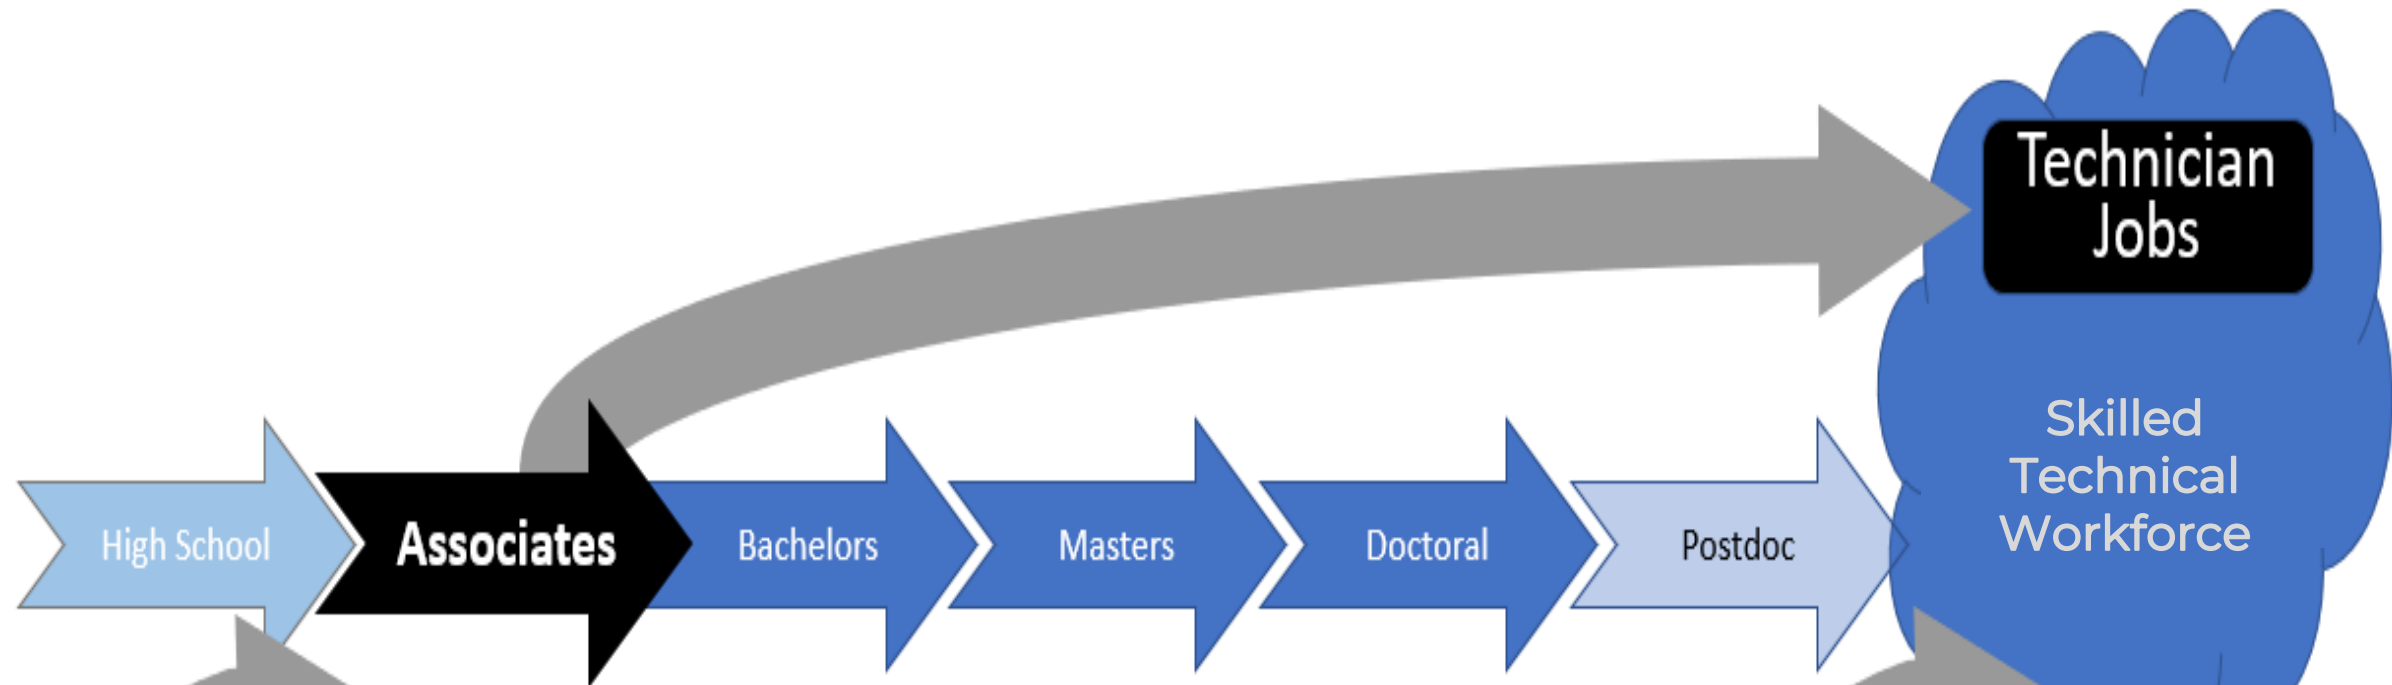 Technician
Jobs
High School
Associates
Bachelors
Masters
Doctoral
Postdoc
Skilled
Technical
Workforce